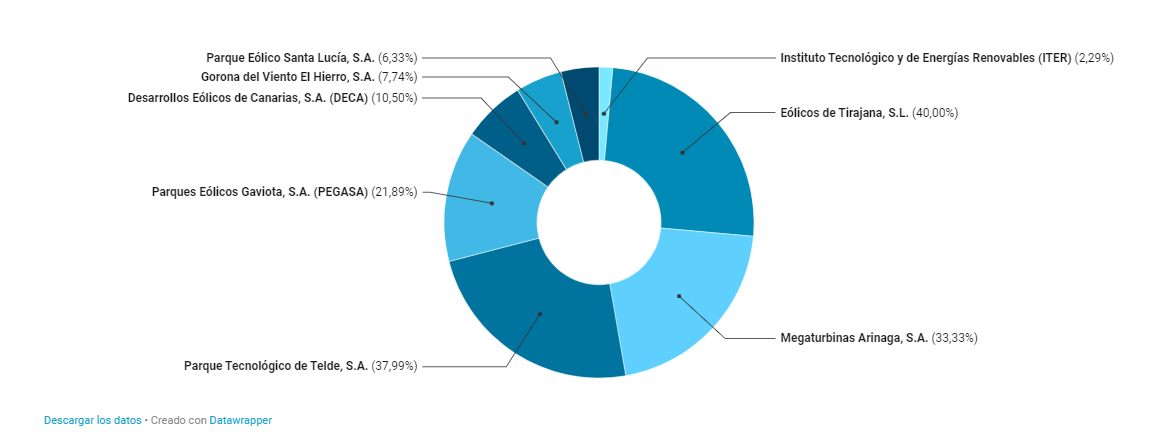 Parque Eólico Santa Lucía, S.A. (6,33%)
Gorona del Viento El Hierro, S.A. (7,74%)
Desarrollos Eólicos de Canarias, S.A. (DECA) (10,50%)
Parques Eólicos Gaviota, S.A. (PEGASA) (21,89%)
Parque Tecnológico de Telde, S.A. (37,99%)
Instituto Tecnológico y de Energías Renovables (ITER) (2,29%)
Eólicos de Tirajana, S.L. (40,00%)
Megaturbinas Arinaga, S.A. (33,33%)
Descargar los datos • Creado con Datawrapper